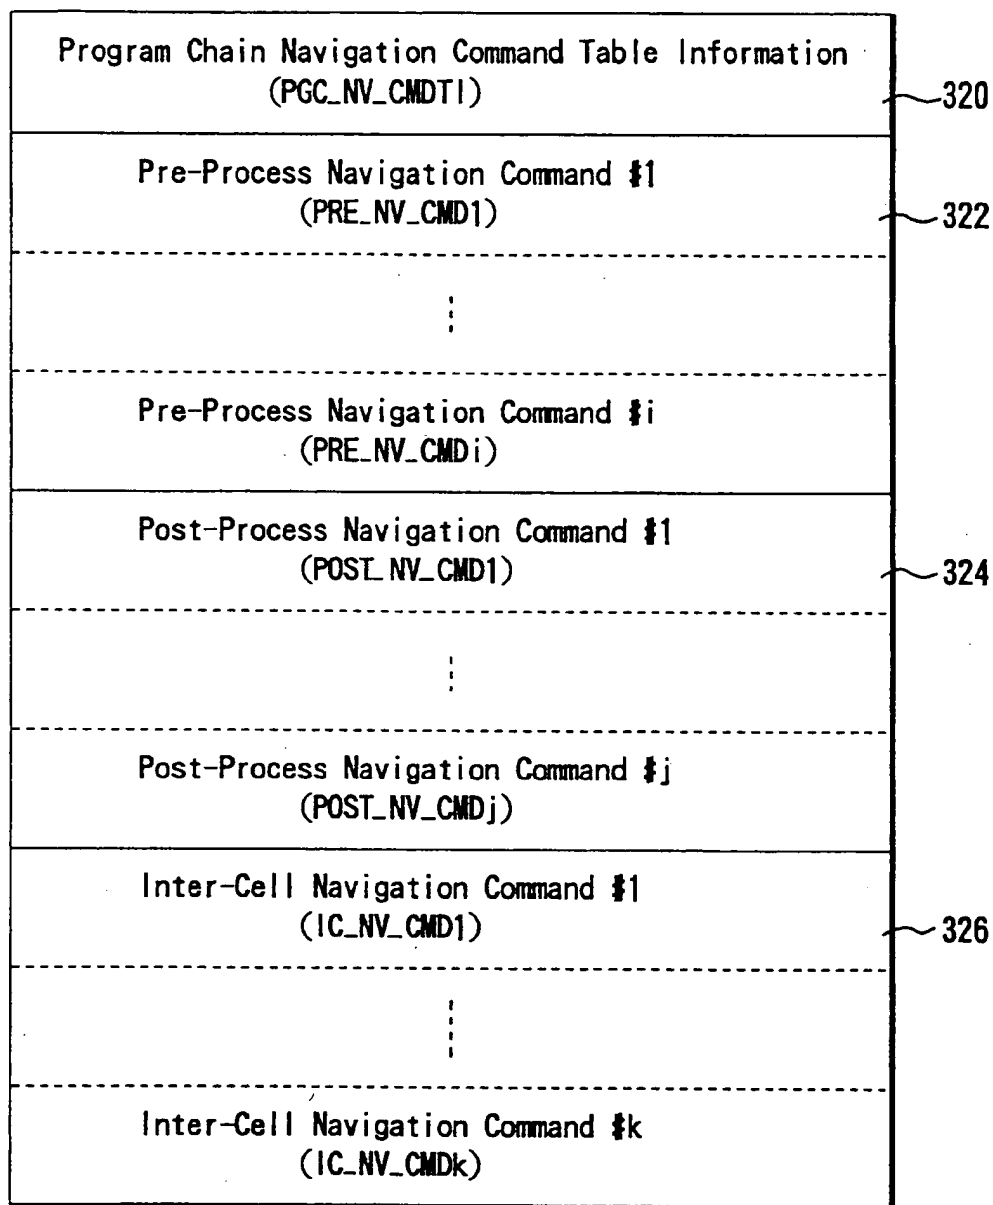 Program Chain Navigation Command Table Information
(PGC_NV_CMDTI)
320
Pre-Process Navigation Command #1
(PRE_NV_CMD1)
322
Pre-Process Navigation Command #i
(PRE_NV_CMDi)
Post-Process Navigation Command #1
(POST_NV_CMD1)
324
Post-Process Navigation Command #j
(POST_NV_CMDj)
Inter-Cell Navigation Command #1
(IC_NV_CMD1)
326
Inter-Cell Navigation Command #k
(IC_NV_CMDk)